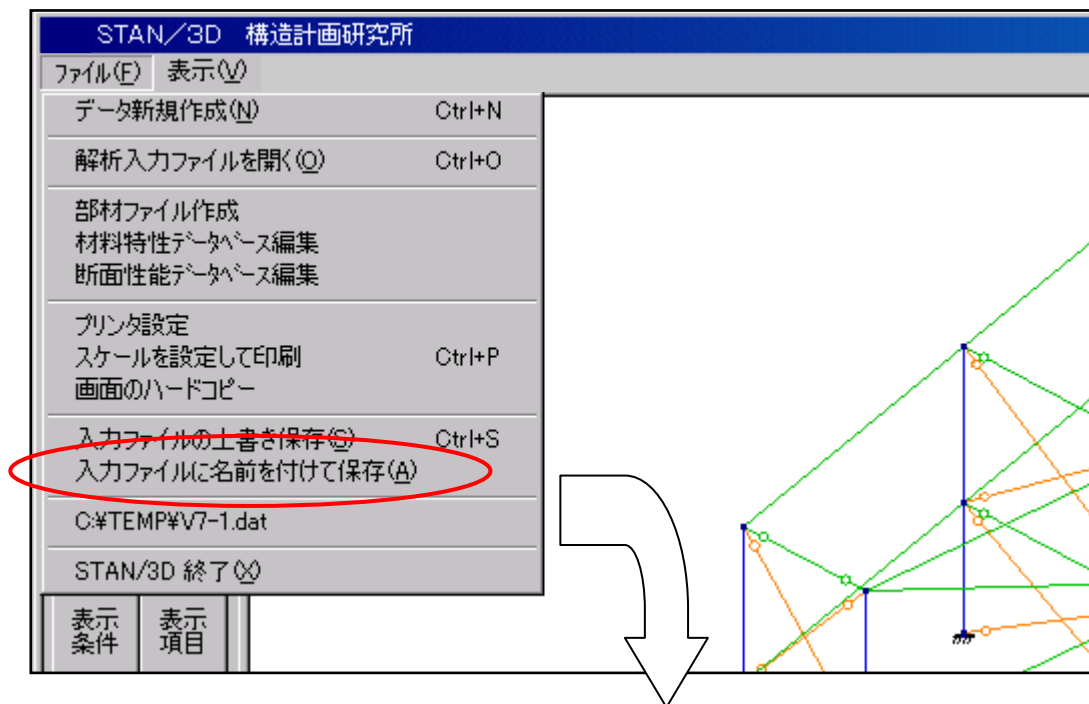 STAN/3D 構造計画研究所
ファイル(F) 表示(V)
データ新規作成(N) Ctrl+N
解析入力ファイルを開く(O) Ctrl+O
部材ファイル作成
材料特性データベース編集
断面性能データベース編集
プリンタ設定
スケールを設定して印刷 Ctrl+P
画面のハードコピー
入力ファイルの上書き保存(S) Ctrl+S
入力ファイルに名前を付けて保存(A)
C:¥TEMP¥V7-1.dat
STAN/3D 終了(X)
表示 表示
条件 項目